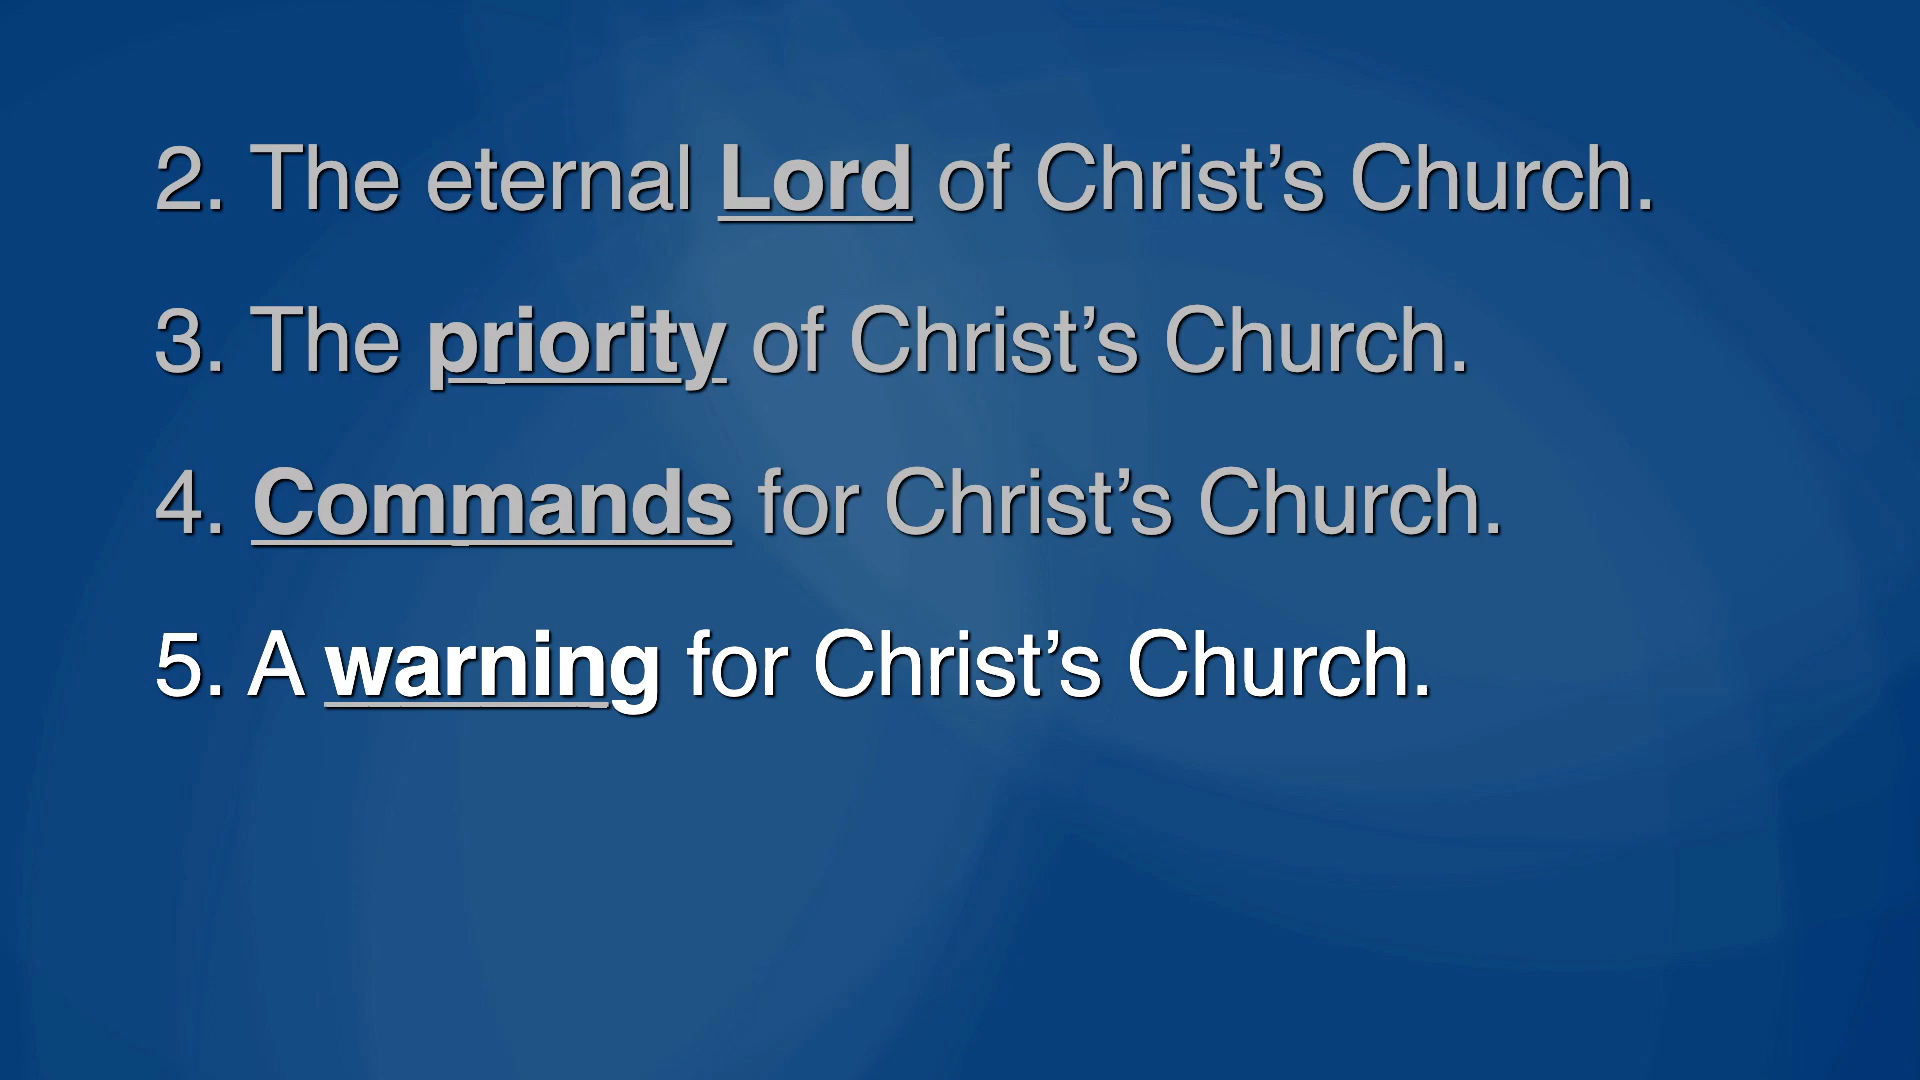 2. The eternal Lord of Christ’s Church.
3. The priority of Christ’s Church.
4. Commands for Christ’s Church.
5. A warning for Christ’s Church.